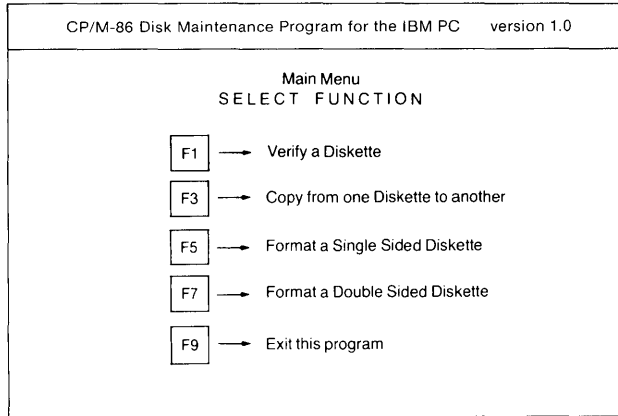 CP/M-86 Disk Maintenance Program for the IBM PC version 1.0
Main Menu
SELECT FUNCTION
F1 Verify a Diskette
F3 Copy from one Diskette to another
F5 Format a Single Sided Diskette
F7 Format a Double Sided Diskette
F9 Exit this program